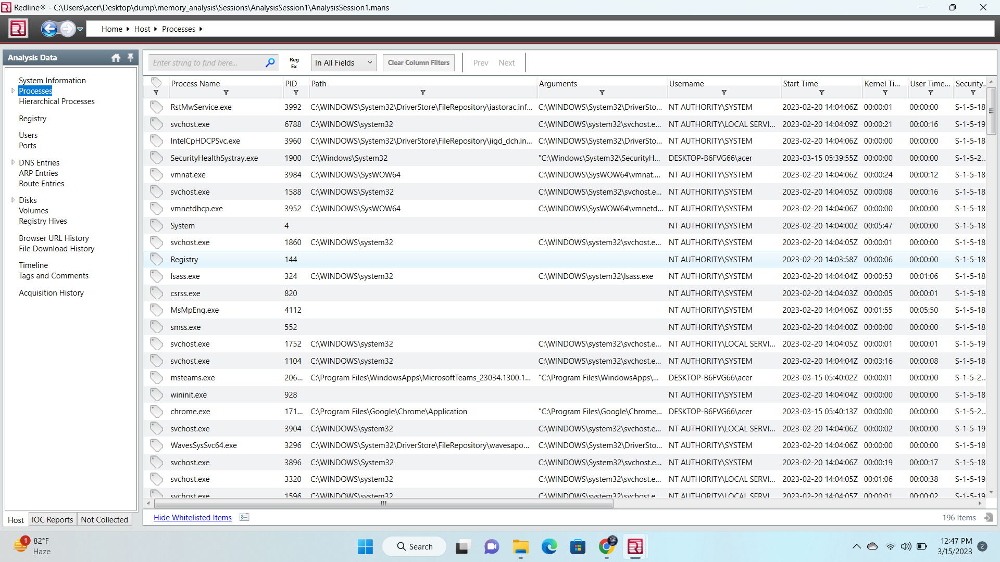 Redline® - C:\Users\acer\Desktop\dump\memory_analysis\Sessions\AnalysisSession1\AnalysisSession1.mans
Home Host Processes
Analysis Data
System Information
Processes
Hierarchical Processes
Registry
Users
Ports
DNS Entries
ARP Entries
Route Entries
Disks
Volumes
Registry Hives
Browser URL History
File Download History
Timeline
Tags and Comments
Acquisition History
Host IOC Reports Not Collected
Enter string to find here... Reg Ex In All Fields Clear Column Filters Prev Next
Process Name PID Path Arguments Username Start Time Kernel Ti... User Time... Security...
RstMwService.exe 3992 C:\WINDOWS\System32\DriverStore\FileRepository\iastorac.inf... C:\WINDOWS\System32\DriverSto... NT AUTHORITY\SYSTEM 2023-02-20 14:04:06Z 00:00:01 00:00:00 S-1-5-18
svchost.exe 6788 C:\WINDOWS\system32 C:\WINDOWS\system32\svchost.e... NT AUTHORITY\LOCAL SERVI... 2023-02-20 14:04:09Z 00:00:21 00:00:16 S-1-5-19
IntelCpHDCPSvc.exe 3960 C:\WINDOWS\System32\DriverStore\FileRepository\iigd_dch.in... C:\WINDOWS\System32\DriverSto... NT AUTHORITY\SYSTEM 2023-02-20 14:04:06Z 00:00:00 00:00:00 S-1-5-18
SecurityHealthSystray.exe 1900 C:\Windows\System32 "C:\Windows\System32\SecurityH... DESKTOP-B6FVG66\acer 2023-03-15 05:39:55Z 00:00:00 00:00:00 S-1-5-2...
vmnat.exe 3984 C:\WINDOWS\SysWOW64 C:\WINDOWS\SysWOW64\vmnat.... NT AUTHORITY\SYSTEM 2023-02-20 14:04:06Z 00:00:24 00:00:12 S-1-5-18
svchost.exe 1588 C:\WINDOWS\System32 C:\WINDOWS\System32\svchost.e... NT AUTHORITY\SYSTEM 2023-02-20 14:04:05Z 00:00:08 00:00:16 S-1-5-18
vmnetdhcp.exe 3952 C:\WINDOWS\SysWOW64 C:\WINDOWS\SysWOW64\vmnetd... NT AUTHORITY\SYSTEM 2023-02-20 14:04:06Z 00:00:00 00:00:00 S-1-5-18
System 4 NT AUTHORITY\SYSTEM 2023-02-20 14:04:00Z 00:05:47 00:00:00 S-1-5-18
svchost.exe 1860 C:\WINDOWS\system32 C:\WINDOWS\system32\svchost.e... NT AUTHORITY\SYSTEM 2023-02-20 14:04:05Z 00:00:01 00:00:00 S-1-5-18
Registry 144 NT AUTHORITY\SYSTEM 2023-02-20 14:03:58Z 00:00:06 00:00:00 S-1-5-18
lsass.exe 324 C:\WINDOWS\system32 C:\WINDOWS\system32\lsass.exe NT AUTHORITY\SYSTEM 2023-02-20 14:04:04Z 00:00:53 00:01:06 S-1-5-18
csrss.exe 820 NT AUTHORITY\SYSTEM 2023-02-20 14:04:03Z 00:00:05 00:00:01 S-1-5-18
MsMpEng.exe 4112 NT AUTHORITY\SYSTEM 2023-02-20 14:04:06Z 00:01:55 00:05:50 S-1-5-18
smss.exe 552 NT AUTHORITY\SYSTEM 2023-02-20 14:04:00Z 00:00:00 00:00:00 S-1-5-18
svchost.exe 1752 C:\WINDOWS\system32 C:\WINDOWS\system32\svchost.e... NT AUTHORITY\LOCAL SERVI... 2023-02-20 14:04:05Z 00:00:01 00:00:01 S-1-5-19
svchost.exe 1104 C:\WINDOWS\system32 C:\WINDOWS\system32\svchost.e... NT AUTHORITY\SYSTEM 2023-02-20 14:04:04Z 00:03:16 00:00:08 S-1-5-18
msteams.exe 206... C:\Program Files\WindowsApps\MicrosoftTeams_23034.1300.1... "C:\Program Files\WindowsApps\... DESKTOP-B6FVG66\acer 2023-03-15 05:40:02Z 00:00:01 00:00:00 S-1-5-2...
wininit.exe 928 NT AUTHORITY\SYSTEM 2023-02-20 14:04:04Z 00:00:00 00:00:00 S-1-5-18
chrome.exe 171... C:\Program Files\Google\Chrome\Application "C:\Program Files\Google\Chrome... DESKTOP-B6FVG66\acer 2023-03-15 05:40:13Z 00:00:00 00:00:00 S-1-5-2...
svchost.exe 3904 C:\WINDOWS\system32 C:\WINDOWS\system32\svchost.e... NT AUTHORITY\LOCAL SERVI... 2023-02-20 14:04:06Z 00:00:02 00:00:00 S-1-5-19
WavesSysSvc64.exe 3296 C:\WINDOWS\System32\DriverStore\FileRepository\wavesapo... C:\WINDOWS\System32\DriverSto... NT AUTHORITY\SYSTEM 2023-02-20 14:04:06Z 00:00:00 00:00:00 S-1-5-18
svchost.exe 3896 C:\WINDOWS\System32 C:\WINDOWS\System32\svchost.e... NT AUTHORITY\SYSTEM 2023-02-20 14:04:06Z 00:00:19 00:00:17 S-1-5-18
svchost.exe 3320 C:\WINDOWS\system32 C:\WINDOWS\system32\svchost.e... NT AUTHORITY\LOCAL SERVI... 2023-02-20 14:04:05Z 00:01:06 00:00:38 S-1-5-19
svchost.exe 1596 C:\WINDOWS\system32 C:\WINDOWS\system32\svchost.e... NT AUTHORITY\LOCAL SERVI... 2023-02-20 14:04:05Z 00:00:01 00:00:02 S-1-5-19
Hide Whitelisted Items 196 Items
1 82°F
Haze
Search
12:47 PM
3/15/2023 2